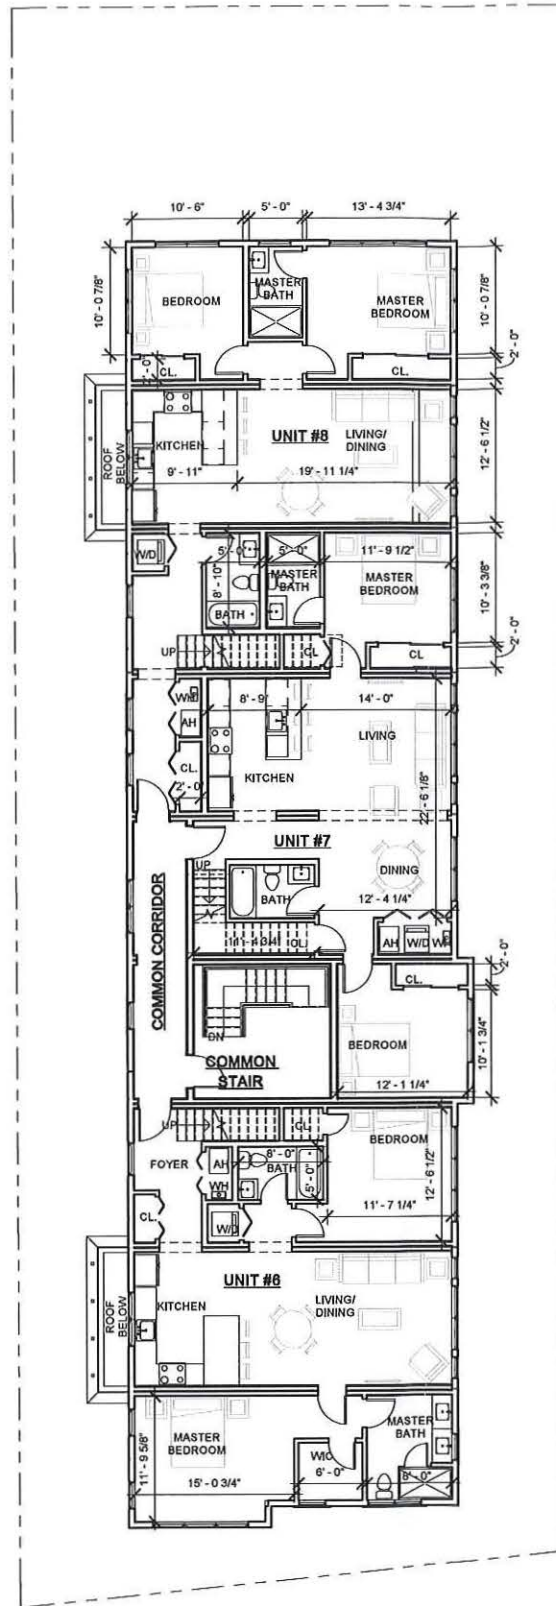 10' - 6" 5' - 0" 13' - 4 3/4"
10' - 0 7/8"
BEDROOM
MASTER
BATH
MASTER
BEDROOM
10' - 0 7/8"
CL.
CL.
2' - 0"
ROOF
BELOW
KITCHEN
UNIT #8
LIVING/
DINING
9' - 11" 19' - 11 1/4"
12' - 6 1/2"
W/D
5' - 0" 5' - 0" 11' - 9 1/2"
MASTER
BATH
MASTER
BEDROOM
8' - 10"
BATH
10' - 3 3/8"
UP
CL
CL
2' - 0"
AH
8' - 9" 14' - 0"
LIVING
CL.
2' - 0"
KITCHEN
22' - 6 1/8"
UNIT #7
DINING
UP
BATH
12' - 4 1/4"
COMMON CORRIDOR
AH W/D
2' - 0"
CL.
DN
BEDROOM
COMMON
STAIR
10' - 1 3/4"
12' - 1 1/4"
UP
CL
BEDROOM
FOYER
AH
8' - 0"
BATH
WH
5' - 0"
12' - 6 1/2"
11' - 7 1/4"
CL.
W/D
ROOF
BELOW
UNIT #6
KITCHEN
LIVING/
DINING
11' - 9 5/8"
MASTER
BEDROOM
MASTER
BATH
WIC
6' - 0"
15' - 0 3/4"
8' - 0"